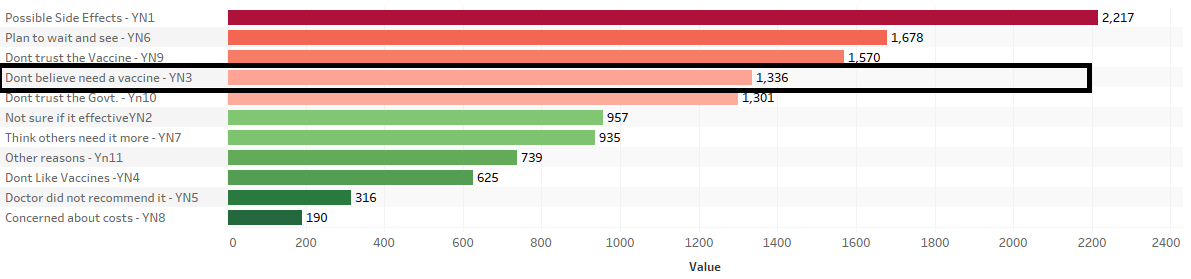 Possible Side Effects - YN1 2,217
Plan to wait and see - YN6 1,678
Dont trust the Vaccine - YN9 1,570
Dont believe need a vaccine - YN3 1,336
Dont trust the Govt. - Yn10 1,301
Not sure if it effectiveYN2 957
Think others need it more - YN7 935
Other reasons - Yn11 739
Dont Like Vaccines -YN4 625
Doctor did not recommend it - YN5 316
Concerned about costs - YN8 190
0 200 400 600 800 1000 1200 1400 1600 1800 2000 2200 2400
Value